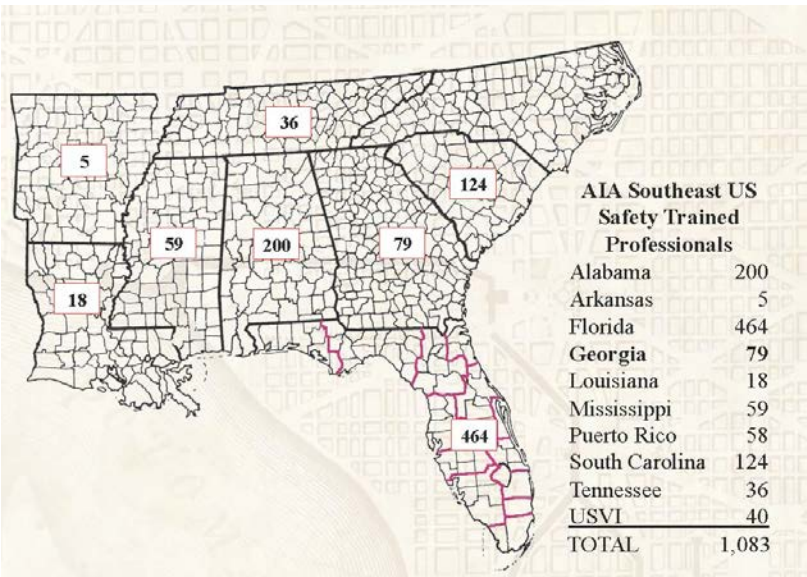 36
5
124
59
200
79
18
464
AIA Southeast US
Safety Trained
Professionals
Alabama 200
Arkansas 5
Florida 464
Georgia 79
Louisiana 18
Mississippi 59
Puerto Rico 58
South Carolina 124
Tennessee 36
USVI 40
TOTAL 1,083